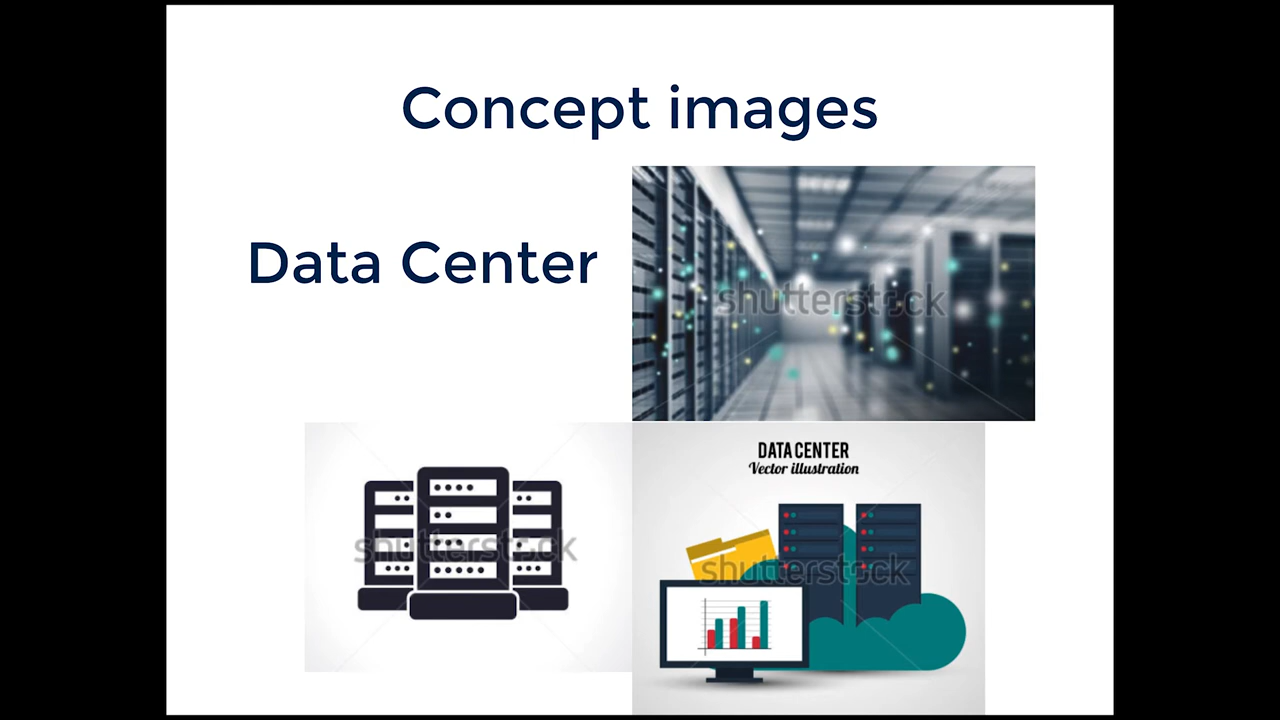 Concept images
Data Center
shutterstock
shutterstock
DATA CENTER
Vector illustration
shutterstock